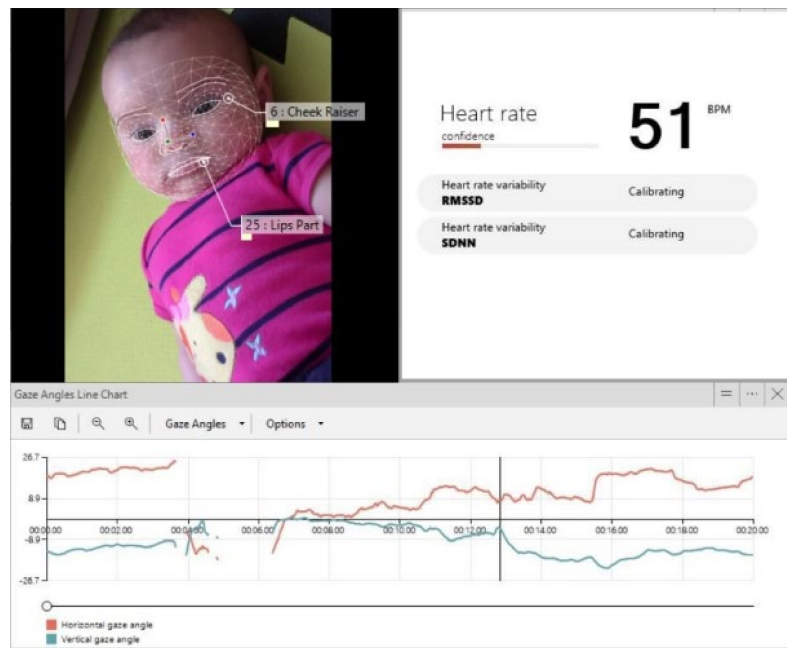 6 : Cheek Raiser
25 : Lips Part
Heart rate
confidence
51 BPM
Heart rate variability
RMSSD
Calibrating
Heart rate variability
SDNN
Calibrating
Gaze Angles Line Chart
Gaze Angles
Options
26.7
8.9
-8.9
-26.7
00:00.00 00:02.00 00:04.00 00:06.00 00:08.00 00:10.00 00:12.00 00:14.00 00:16.00 00:18.00 00:20.00
Horizontal gaze angle
Vertical gaze angle